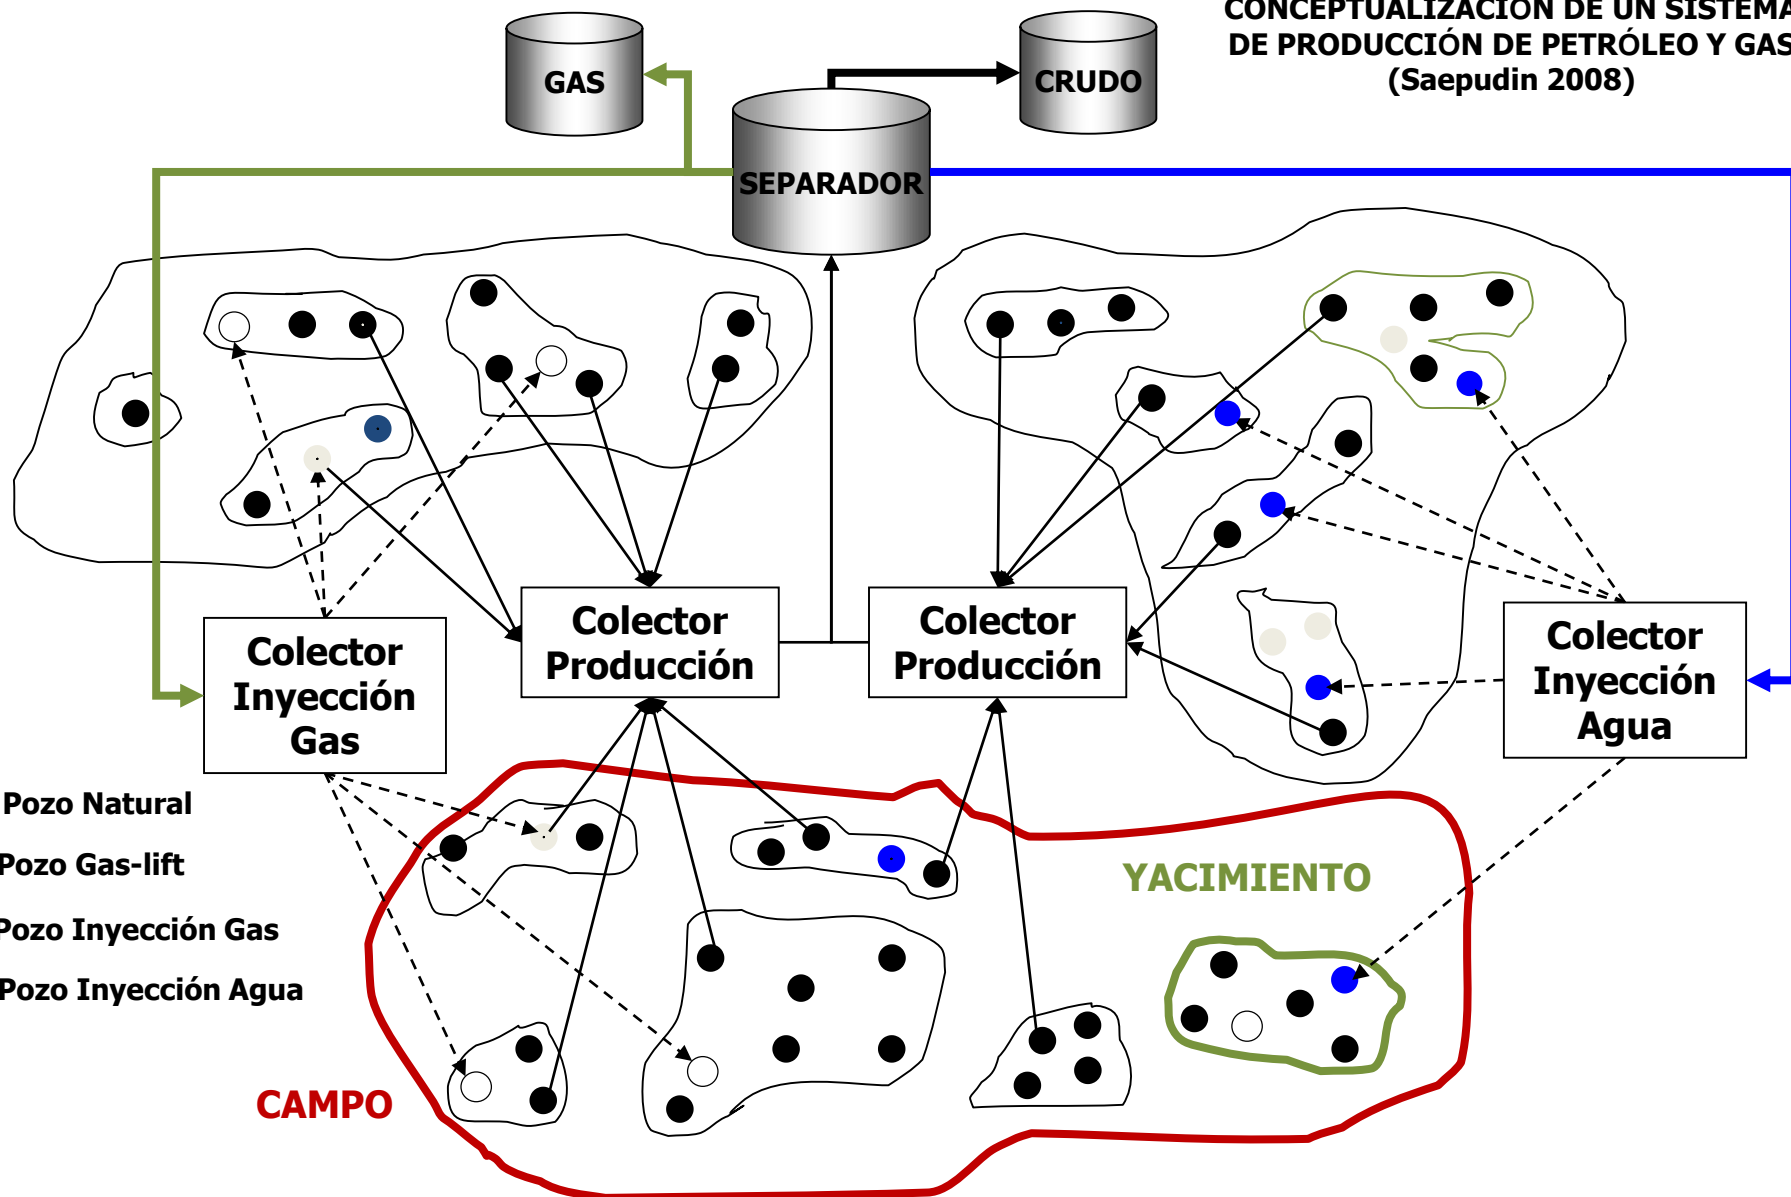 CONCEPTUALIZACIÓN DE UN SISTEMA
DE PRODUCCIÓN DE PETRÓLEO Y GAS
(Saepudin 2008)
GAS
CRUDO
SEPARADOR
Colector
Producción
Colector
Producción
Colector
Inyección
Gas
Colector
Inyección
Agua
Pozo Natural
Pozo Gas-lift
Pozo Inyección Gas
Pozo Inyección Agua
YACIMIENTO
CAMPO